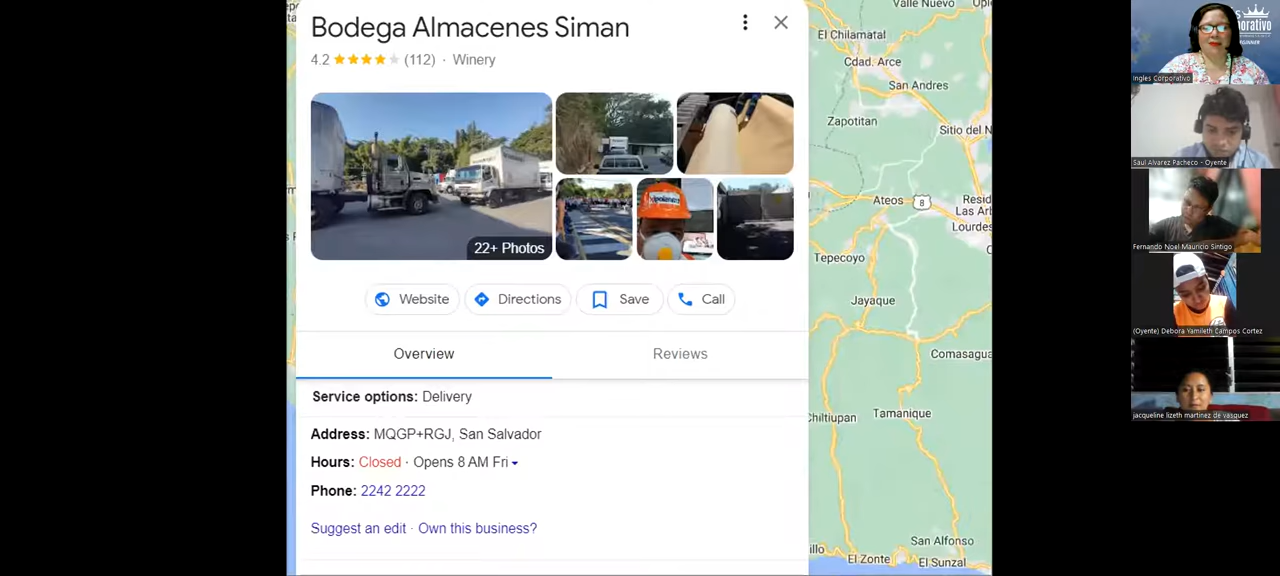 Bodega Almacenes Siman
4.2 (112) · Winery
22+ Photos
Website
Directions
Save
Call
Overview
Reviews
Service options: Delivery
Address: MQGP+RGJ, San Salvador
Hours: Closed · Opens 8 AM Fri
Phone: 2242 2222
Suggest an edit · Own this business?
Valle Nuevo
El Chilamatal
Cdad. Arce
San Andres
Zapotitan
Sitio del N
Ateos
8
Resid
Las Arb
Lourdes
Tepecoyo
Jayaque
Comasagua
Chiltiupan
Tamanique
San Alfonso
El Zonte
El Sunzal
Ingles Corporativo
Saul Alvarez Pacheco - Oyente
Fernando Noel Mauricio Sintigo
(Oyente) Debora Yamileth Campos Cortez
jacqueline lizeth martinez de vasquez